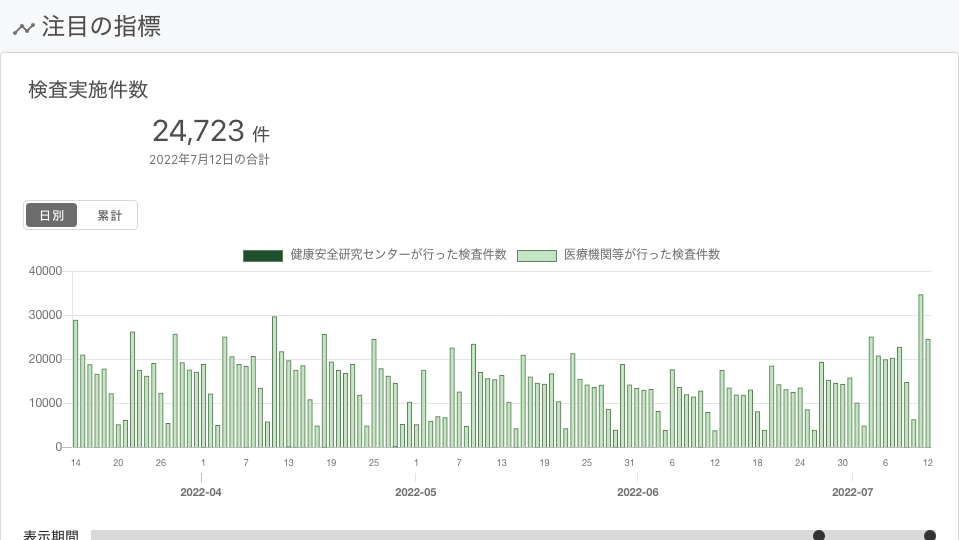 注目の指標
検査実施件数
24,723 件
2022年7月12日の合計
日別 累計
健康安全研究センターが行った検査件数 医療機関等が行った検査件数
40000
30000
20000
10000
0
14 20 26 1 7 13 19 25 1 7 13 19 25 31 6 12 18 24 30 6 12
2022-04 2022-05 2022-06 2022-07
表示期間